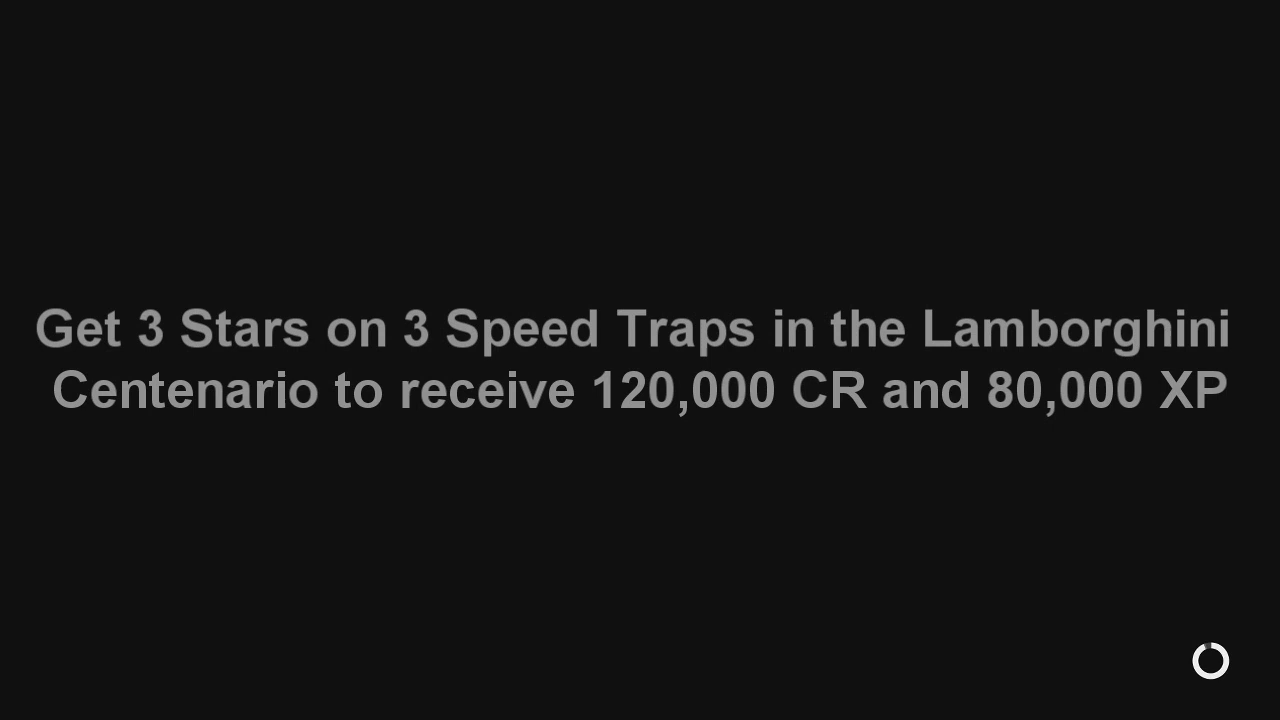 Get 3 Stars on 3 Speed Traps in the Lamborghini
Centenario to receive 120,000 CR and 80,000 XP